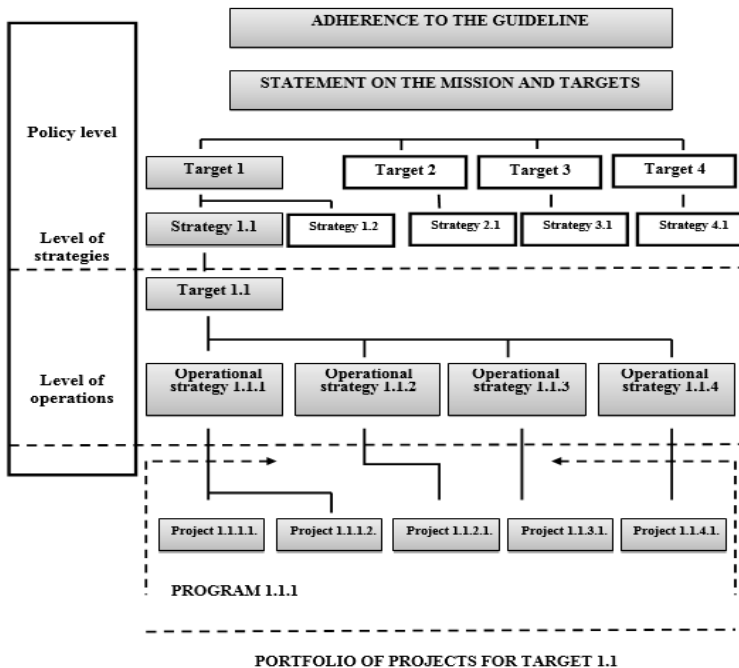 ADHERENCE TO THE GUIDELINE
STATEMENT ON THE MISSION AND TARGETS
Policy level
Target 1
Target 2
Target 3
Target 4
Strategy 1.1
Strategy 1.2
Strategy 2.1
Strategy 3.1
Strategy 4.1
Level of
strategies
Target 1.1
Level of
operations
Operational
strategy 1.1.1
Operational
strategy 1.1.2
Operational
strategy 1.1.3
Operational
strategy 1.1.4
Project 1.1.1.1.
Project 1.1.1.2.
Project 1.1.2.1.
Project 1.1.3.1.
Project 1.1.4.1.
PROGRAM 1.1.1
PORTFOLIO OF PROJECTS FOR TARGET 1.1